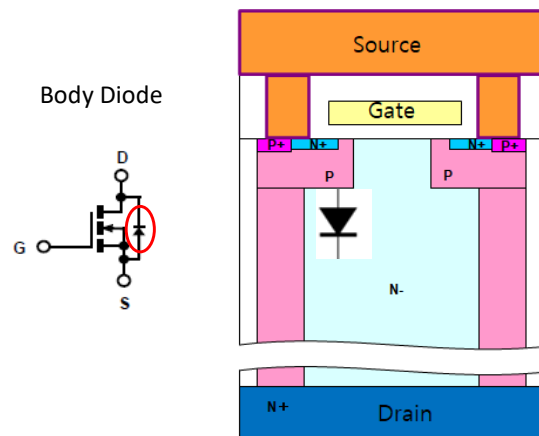 Body Diode
D
G
S
Source
Gate
P+ N+ N+ P+
P P
N-
N+ Drain